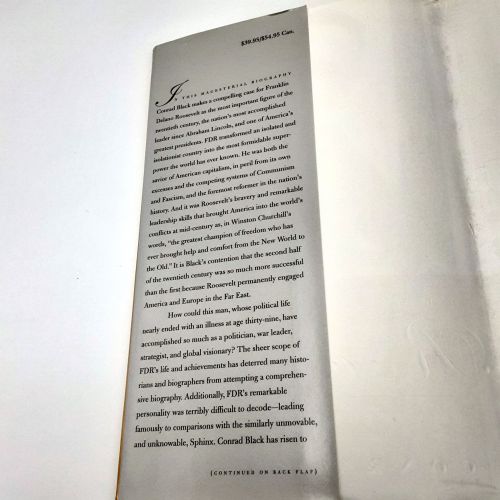 $39.95/$54.95 Can.
IN THIS MAGESTERIAL BIOGRAPHY
Conrad Black makes a compelling case for Franklin
Delano Roosevelt as the most important figure of the
twentieth century, the nation's most accomplished
leader since Abraham Lincoln, and one of America's
greatest presidents. FDR transformed an isolated and
isolationist country into the most formidable super-
power the world has ever known. He was both the
savior of American capitalism, in peril from its own
excesses and the competing systems of Communism
and Fascism, and the foremost reformer in the nation's
history. And it was Roosevelt's bravery and remarkable
leadership skills that brought America into the world's
conflicts at mid-century as, in Winston Churchill's
words, "the greatest champion of freedom who has
ever brought help and comfort from the New World to
the Old." It is Black's contention that the second half
of the twentieth century was so much more successful
than the first because Roosevelt permanently engaged
America and Europe in the Far East.
How could this man, whose political life
nearly ended with an illness at age thirty-nine, have
accomplished so much as a politician, war leader,
strategist, and global visionary? The sheer scope of
FDR's life and achievements has deterred many histo-
rians and biographers from attempting a comprehen-
sive biography. Additionally, FDR's remarkable
personality was terribly difficult to decode—leading
famously to comparisons with the similarly unmovable,
and unknowable, Sphinx. Conrad Black has risen to
(CONTINUED ON BACK FLAP)